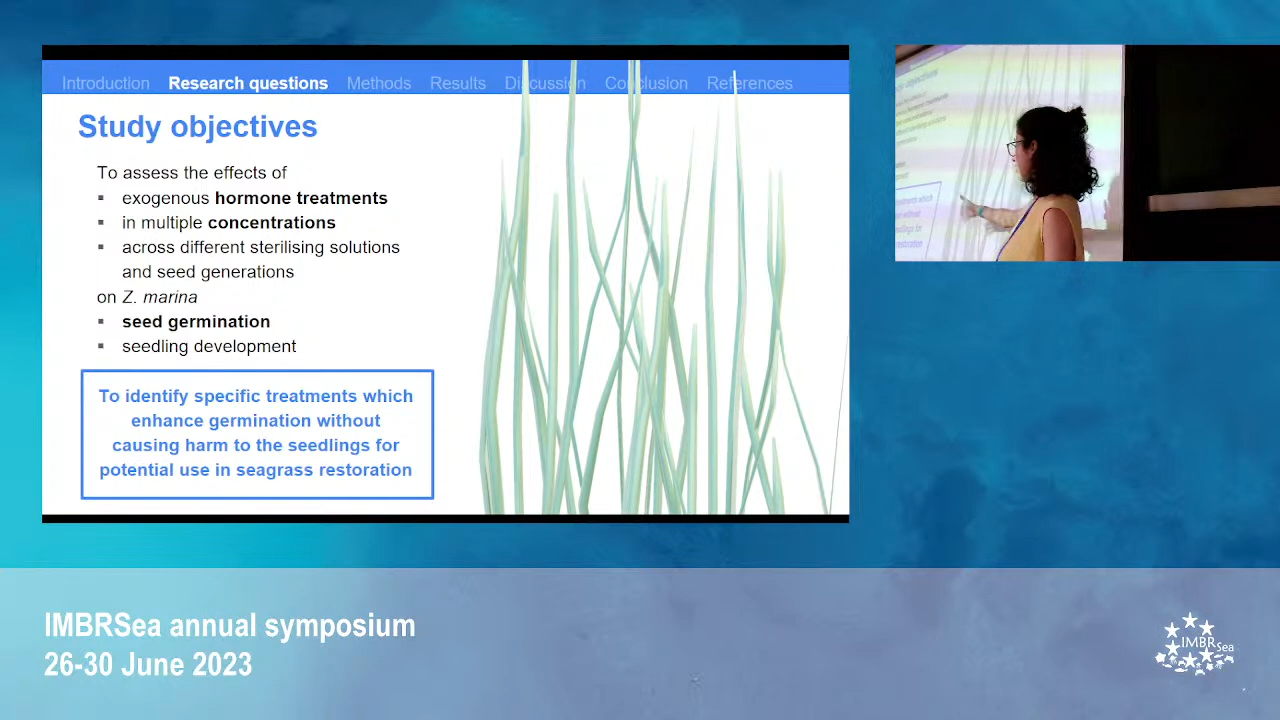 Introduction Research questions Methods Results Discussion Conclusion References
Study objectives
To assess the effects of
▪ exogenous hormone treatments
▪ in multiple concentrations
▪ across different sterilising solutions
and seed generations
on Z. marina
▪ seed germination
▪ seedling development
To identify specific treatments which
enhance germination without
causing harm to the seedlings for
potential use in seagrass restoration
IMBRSea annual symposium
26-30 June 2023
IMBRSea